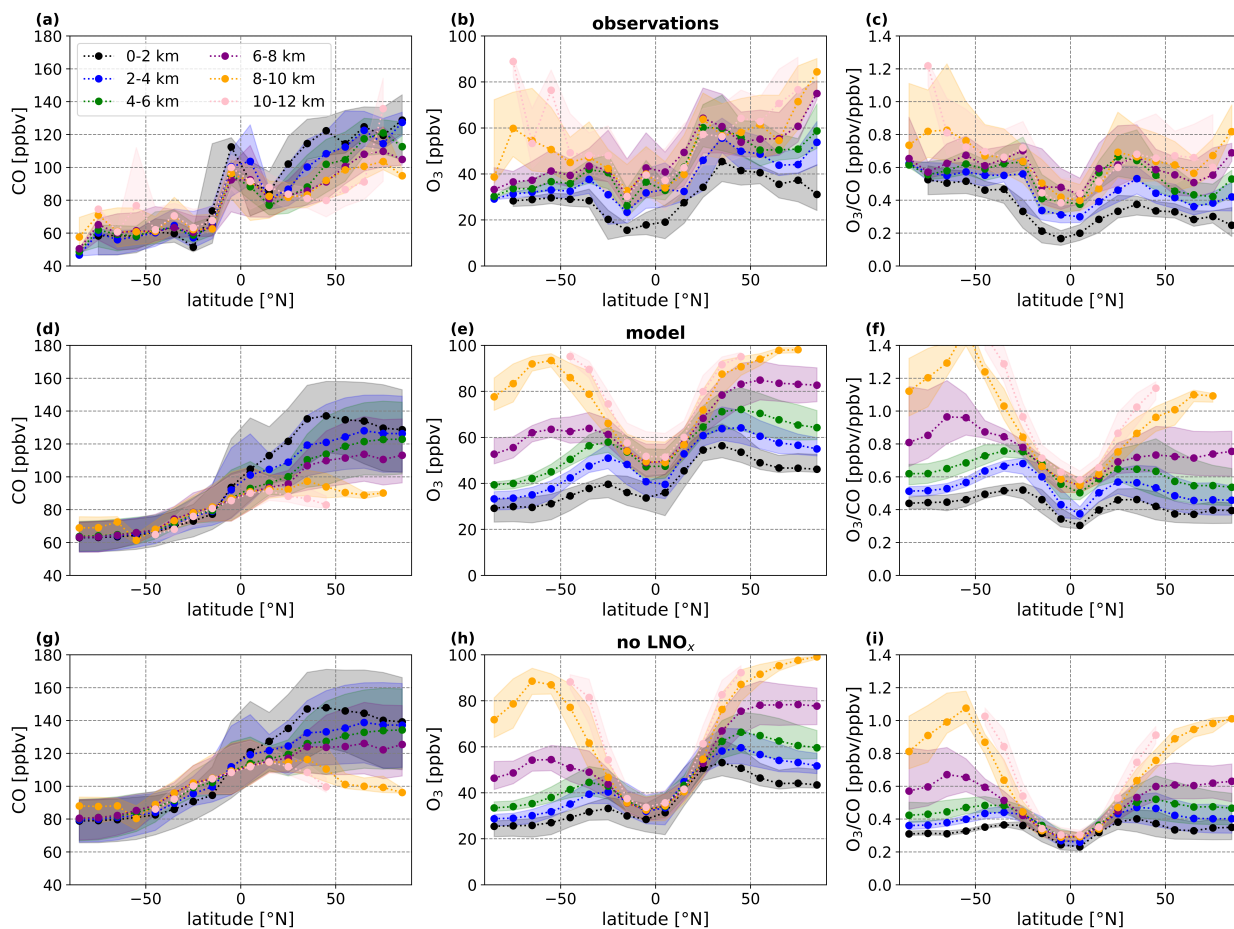 (a)
(b)
observations
(c)
180
160
140
120
100
80
60
40
CO [ppbv]
0-2 km
2-4 km
4-6 km
6-8 km
8-10 km
10-12 km
−50
0
50
latitude [°N]
100
80
60
40
20
0
O₃ [ppbv]
−50
0
50
latitude [°N]
1.4
1.2
1.0
0.8
0.6
0.4
0.2
0.0
O₃/CO [ppbv/ppbv]
−50
0
50
latitude [°N]
(d)
(e)
model
(f)
180
160
140
120
100
80
60
40
CO [ppbv]
−50
0
50
latitude [°N]
100
80
60
40
20
0
O₃ [ppbv]
−50
0
50
latitude [°N]
1.4
1.2
1.0
0.8
0.6
0.4
0.2
0.0
O₃/CO [ppbv/ppbv]
−50
0
50
latitude [°N]
(g)
(h)
no LNOₓ
(i)
180
160
140
120
100
80
60
40
CO [ppbv]
−50
0
50
latitude [°N]
100
80
60
40
20
0
O₃ [ppbv]
−50
0
50
latitude [°N]
1.4
1.2
1.0
0.8
0.6
0.4
0.2
0.0
O₃/CO [ppbv/ppbv]
−50
0
50
latitude [°N]